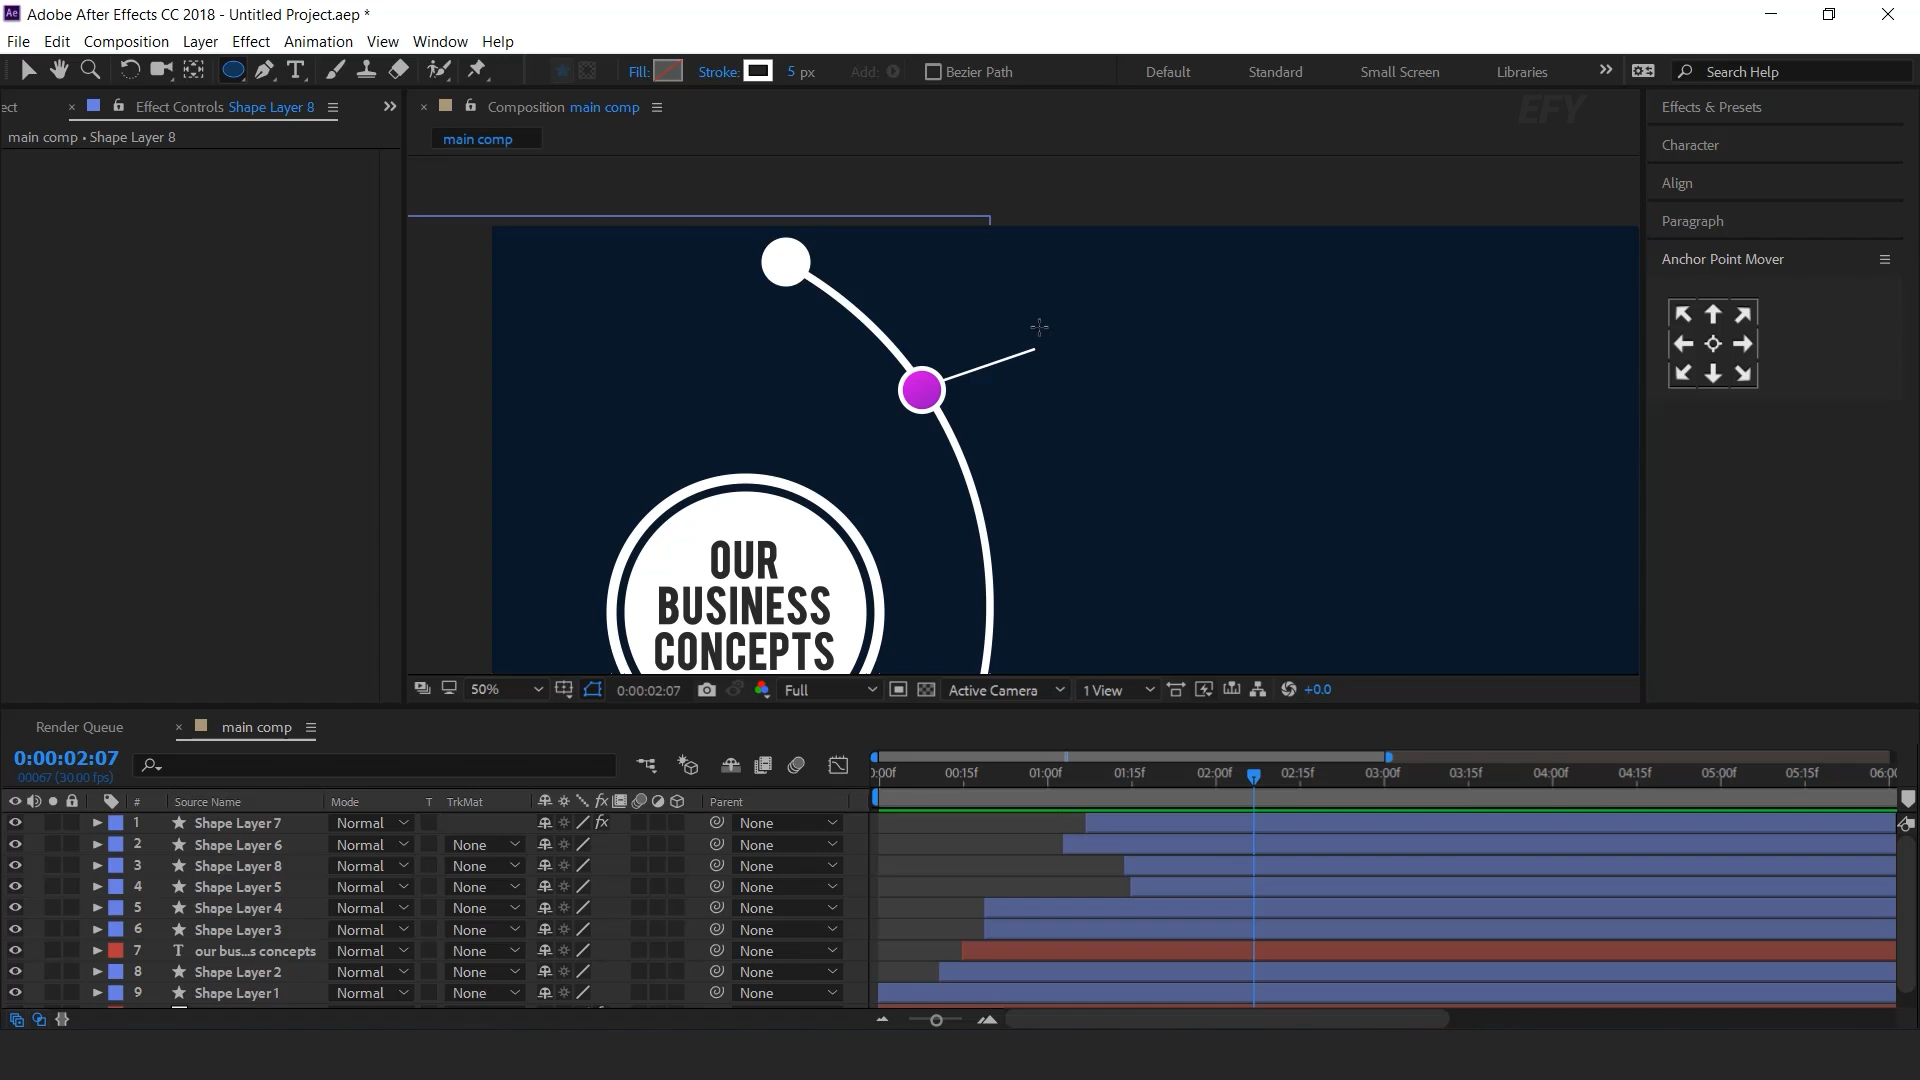 Ae Adobe After Effects CC 2018 - Untitled Project.aep *
File Edit Composition Layer Effect Animation View Window Help
T Fill: Stroke: 5 px Add: Bezier Path Default Standard Small Screen Libraries Search Help
ect × Effect Controls Shape Layer 8
main comp • Shape Layer 8
× Composition main comp
main comp
EFY
OUR
BUSINESS
CONCEPTS
50% 0:00:02:07 Full Active Camera 1 View +0.0
Effects & Presets
Character
Align
Paragraph
Anchor Point Mover
Render Queue × main comp
0:00:02:07
00067 (30.00 fps)
):00f 00:15f 01:00f 01:15f 02:00f 02:15f 03:00f 03:15f 04:00f 04:15f 05:00f 05:15f 06:00
# Source Name Mode T TrkMat fx Parent
1 Shape Layer 7 Normal fx None
2 Shape Layer 6 Normal None None
3 Shape Layer 8 Normal None None
4 Shape Layer 5 Normal None None
5 Shape Layer 4 Normal None None
6 Shape Layer 3 Normal None None
7 T our bus...s concepts Normal None None
8 Shape Layer 2 Normal None None
9 Shape Layer 1 Normal None None